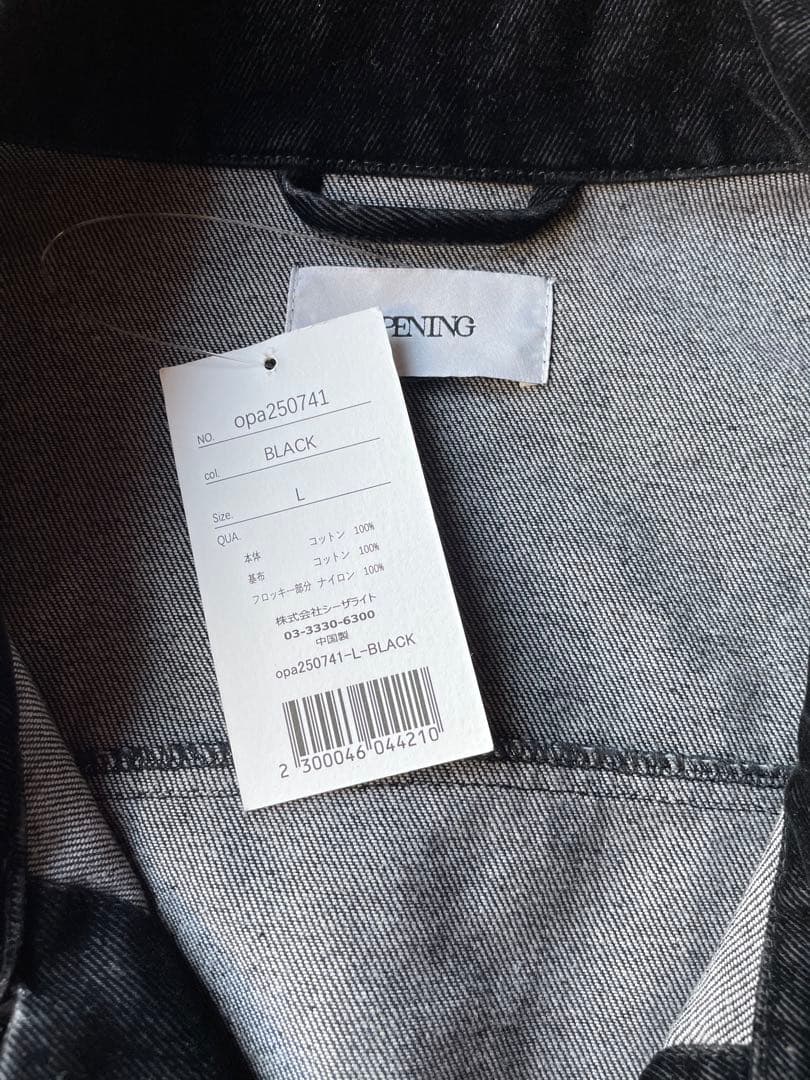 PENING
NO. opa250741
col. BLACK
Size. L
QUA.
本体 コットン 100%
基布 コットン 100%
フロッキー部分 ナイロン 100%
株式会社シーザライト
03-3330-6300
中国製
opa250741-L-BLACK
2 300046 044210